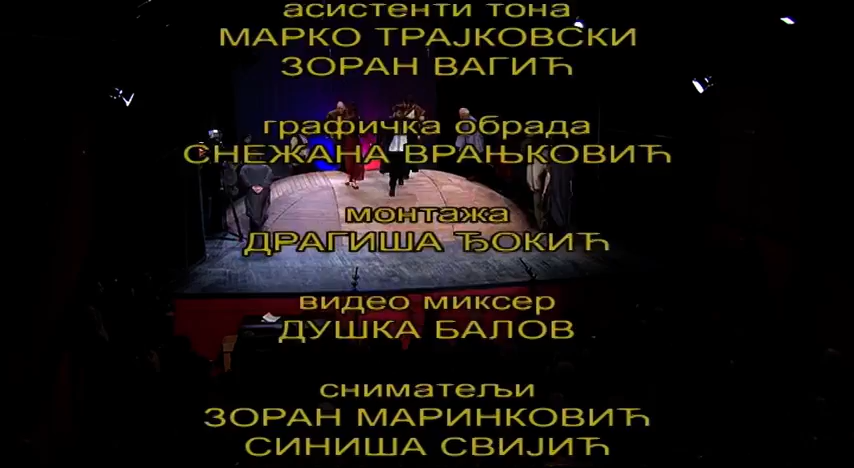 асистенти тона
МАРКО ТРАЈКОВСКИ
ЗОРАН ВАГИЋ
графичка обрада
СНЕЖАНА ВРАЊКОВИЋ
монтажа
ДРАГИША ЂОКИЋ
видео миксер
ДУШКА БАЛОВ
сниматељи
ЗОРАН МАРИНКОВИЋ
СИНИША СВИЈИЋ